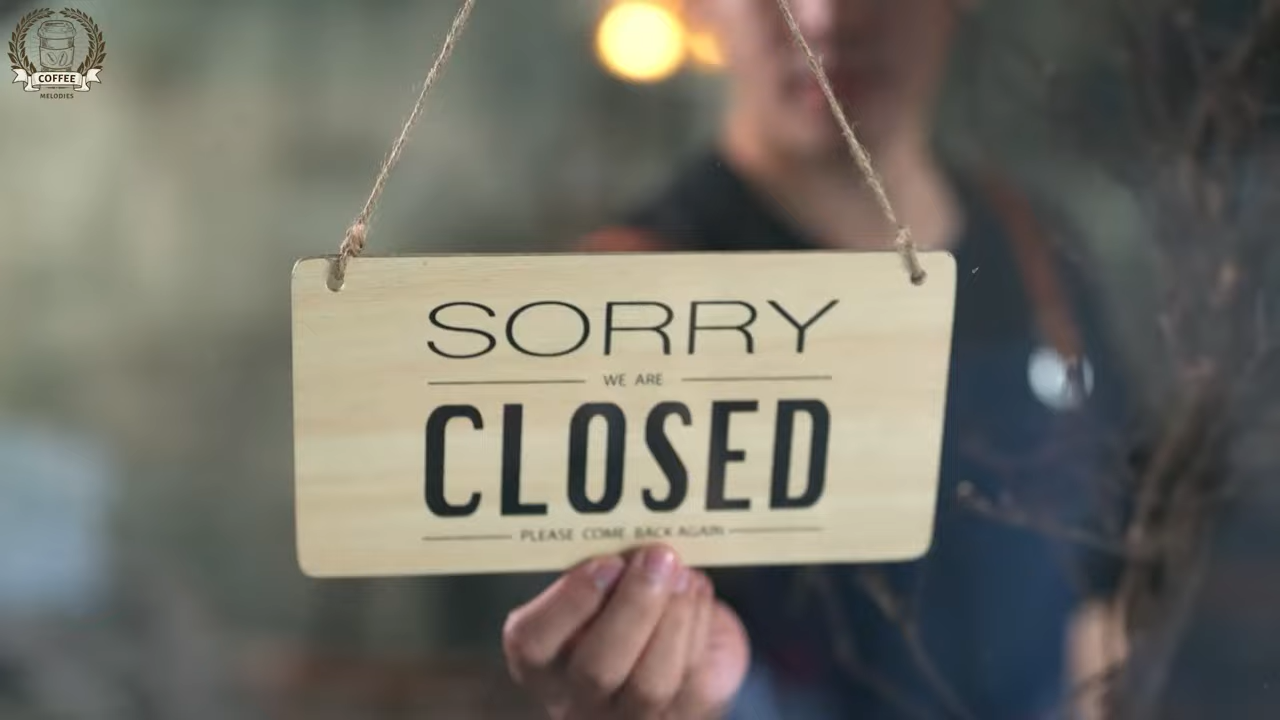 COFFEE
MELODIES
SORRY
WE ARE
CLOSED
PLEASE COME BACK AGAIN